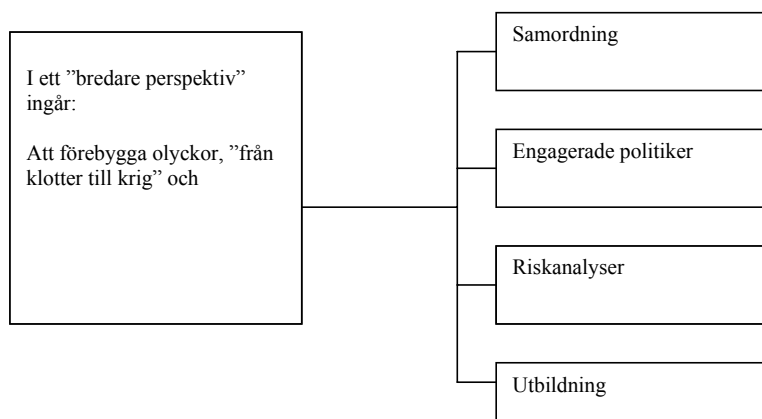 I ett ”bredare perspektiv”
ingår:
Att förebygga olyckor, ”från
klotter till krig” och
Samordning
Engagerade politiker
Riskanalyser
Utbildning